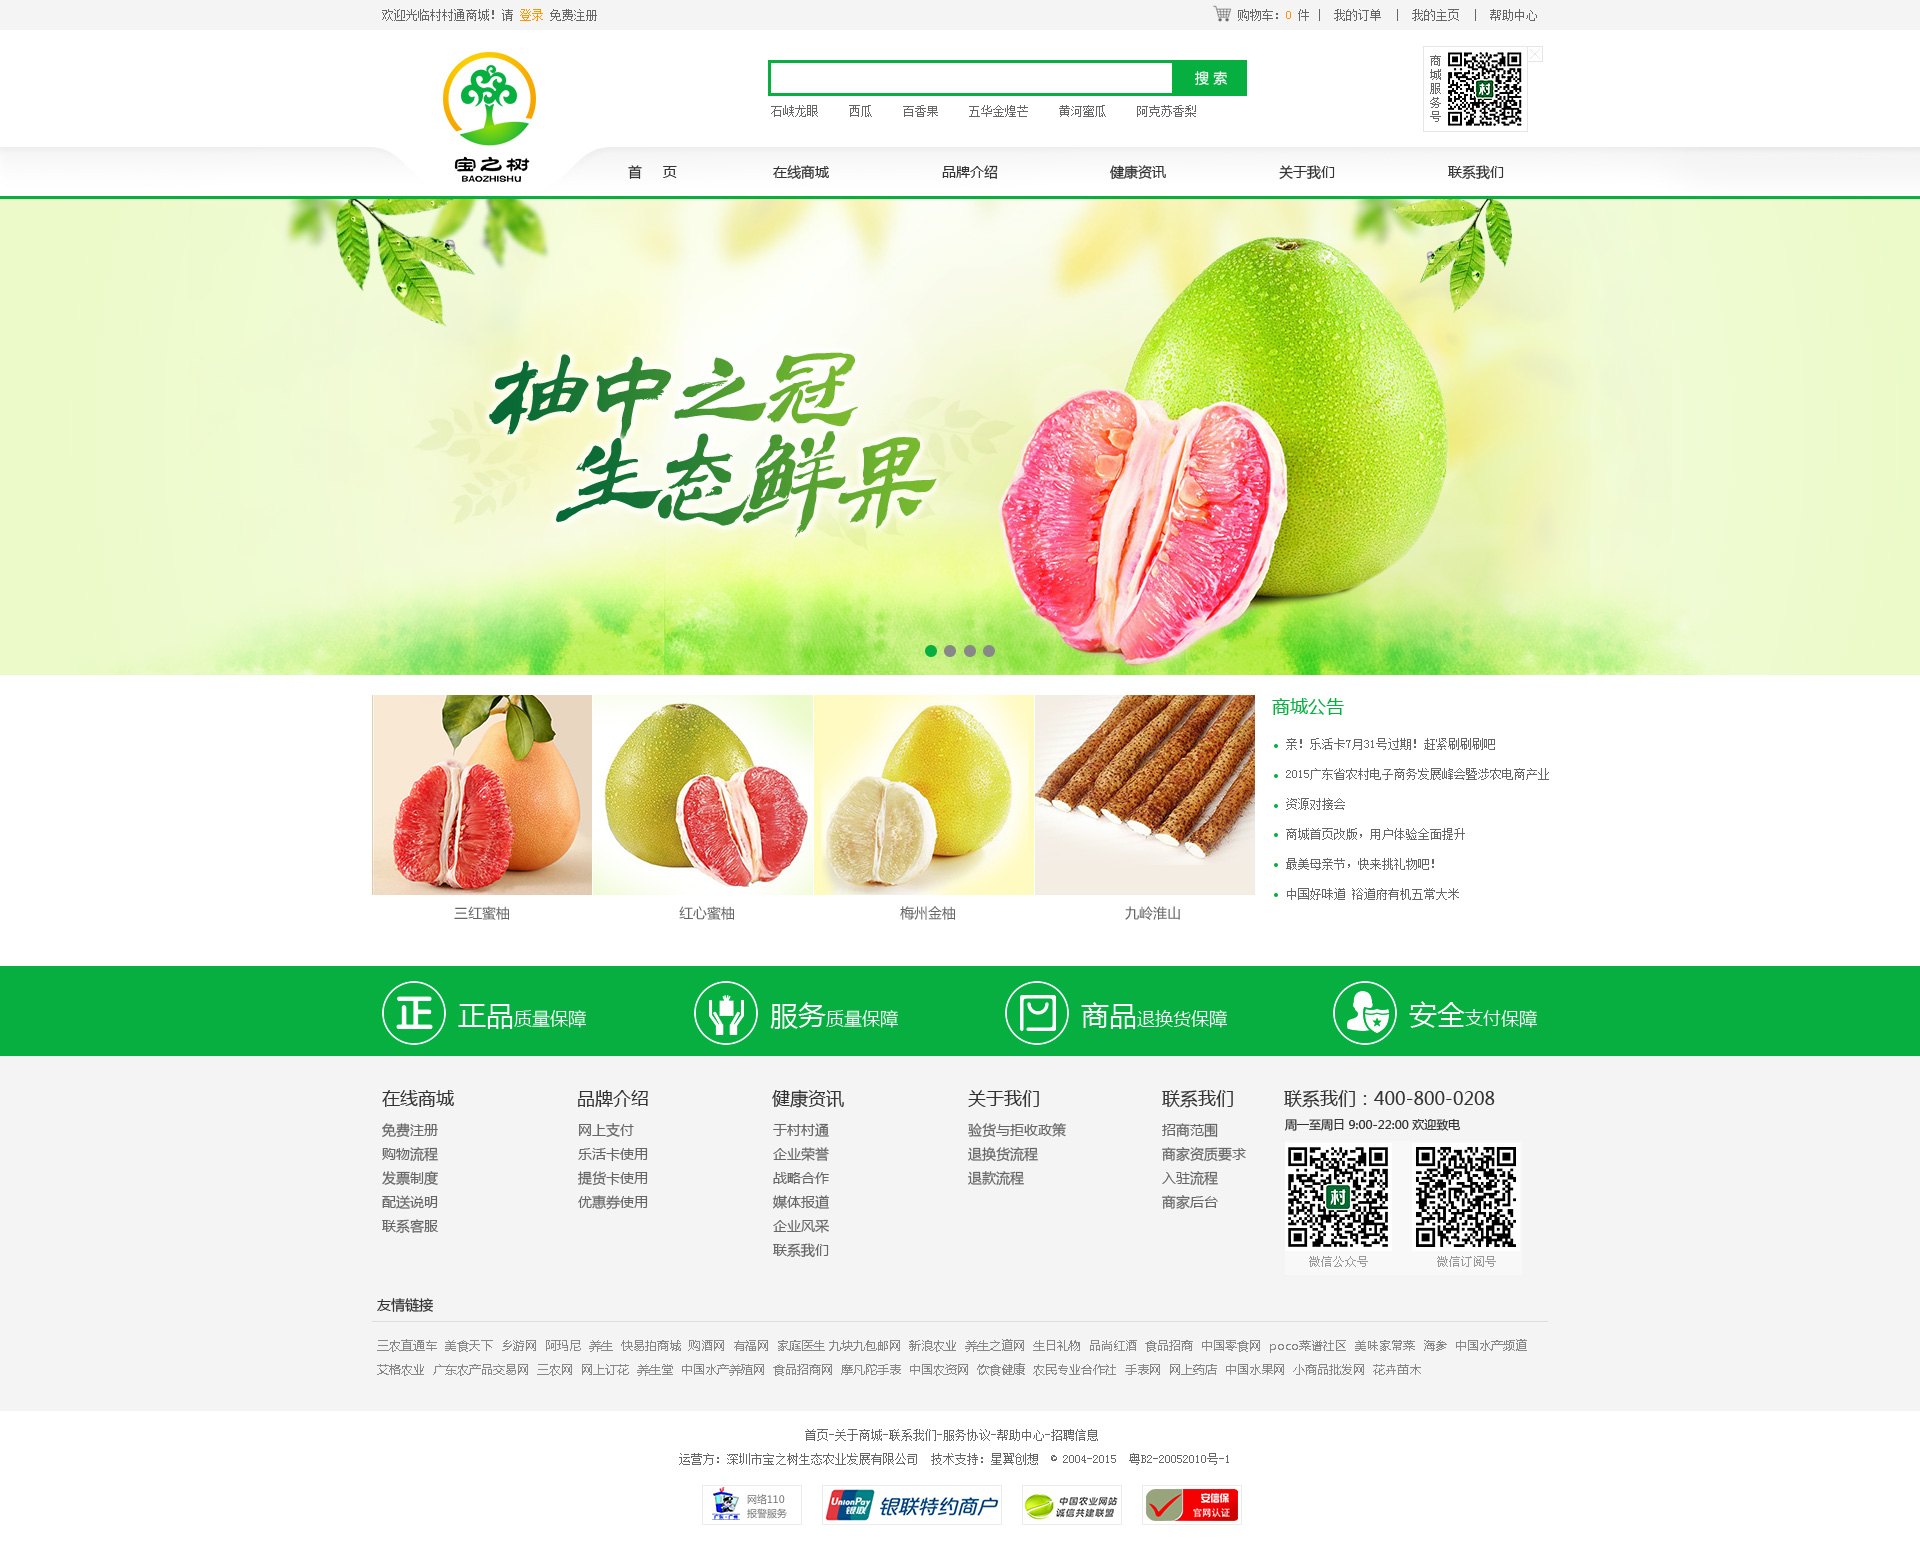 欢迎光临村村通商城！请 登录 免费注册
购物车：0 件 | 我的订单 | 我的主页 | 帮助中心
搜 索
石峡龙眼 西瓜 百香果 五华金煌芒 黄河蜜瓜 阿克苏香梨
商城服务号
村
宝之树
BAOZHISHU
首 页 在线商城 品牌介绍 健康资讯 关于我们 联系我们
柚中之冠
生态鲜果
商城公告
亲！乐活卡7月31号过期！赶紧刷刷刷吧
2015广东省农村电子商务发展峰会暨涉农电商产业
资源对接会
商城首页改版，用户体验全面提升
最美母亲节，快来挑礼物吧！
中国好味道 裕道府有机五常大米
三红蜜柚 红心蜜柚 梅州金柚 九岭淮山
正 正品质量保障 服务质量保障 商品退换货保障 安全支付保障
在线商城
免费注册
购物流程
发票制度
配送说明
联系客服
品牌介绍
网上支付
乐活卡使用
提货卡使用
优惠券使用
健康资讯
于村村通
企业荣誉
战略合作
媒体报道
企业风采
联系我们
关于我们
验货与拒收政策
退换货流程
退款流程
联系我们
招商范围
商家资质要求
入驻流程
商家后台
联系我们：400-800-0208
周一至周日 9:00-22:00 欢迎致电
村
微信公众号 微信订阅号
友情链接
三农直通车 美食天下 乡游网 阿玛尼 养生 快易拍商城 购酒网 有福网 家庭医生 九块九包邮网 新浪农业 养生之道网 生日礼物 品尚红酒 食品招商 中国零食网 poco菜谱社区 美味家常菜 海参 中国水产频道
艾格农业 广东农产品交易网 三农网 网上订花 养生堂 中国水产养殖网 食品招商网 摩凡陀手表 中国农资网 饮食健康 农民专业合作社 手表网 网上药店 中国水果网 小商品批发网 花卉苗木
首页-关于商城-联系我们-服务协议-帮助中心-招聘信息
运营方：深圳市宝之树生态农业发展有限公司 技术支持：星翼创想 © 2004-2015 粤B2-20052010号-1
网络110
报警服务
UnionPay
银联
银联特约商户
中国农业网站
诚信共建联盟
安信保
官网认证